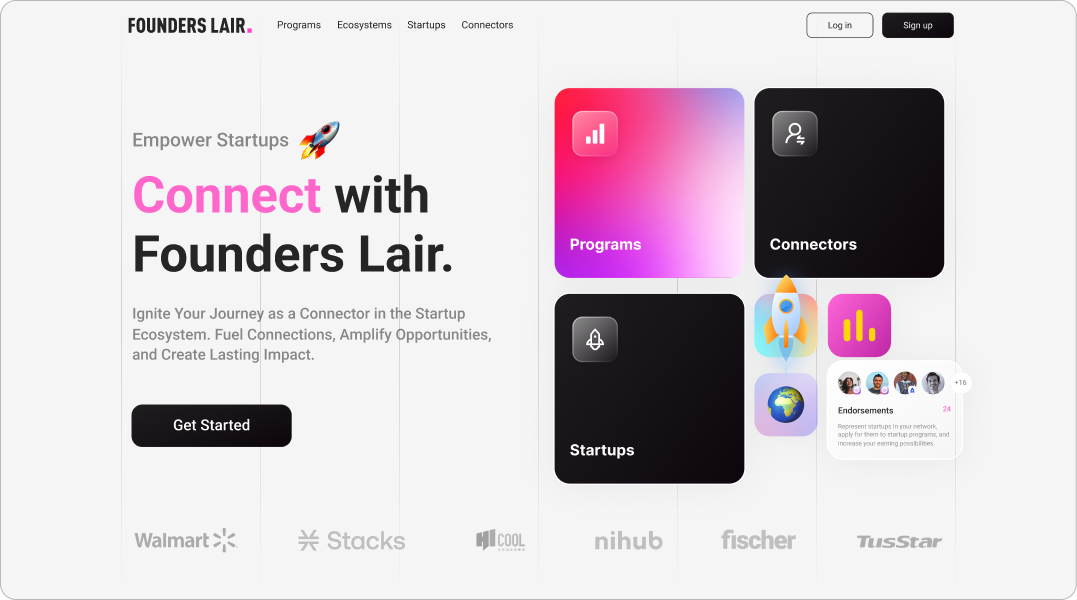 FOUNDERS LAIR.
Programs
Ecosystems
Startups
Connectors
Log in
Sign up
Empower Startups
Connect with
Founders Lair.
Ignite Your Journey as a Connector in the Startup
Ecosystem. Fuel Connections, Amplify Opportunities,
and Create Lasting Impact.
Get Started
Programs
Connectors
Startups
+16
Endorsements
24
Represent startups in your network,
apply for them to startup programs, and
increase your earning possibilities.
Walmart
Stacks
COOL
nihub
fischer
TusStar